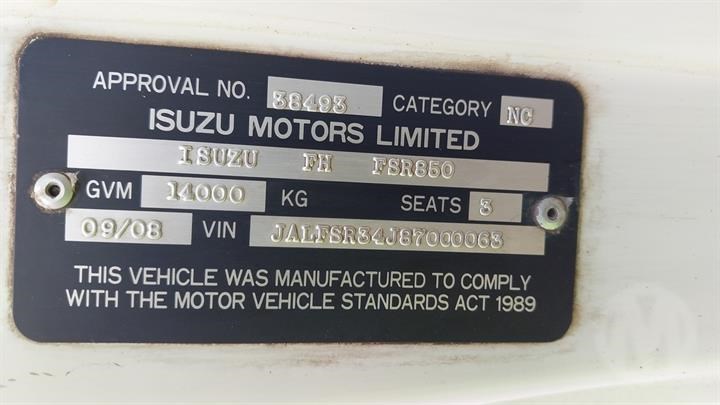 APPROVAL NO. 38493 CATEGORY NC
ISUZU MOTORS LIMITED
ISUZU FH FSR850
GVM 14000 KG SEATS 3
09/08 VIN JALFSR34J87000063
THIS VEHICLE WAS MANUFACTURED TO COMPLY
WITH THE MOTOR VEHICLE STANDARDS ACT 1989